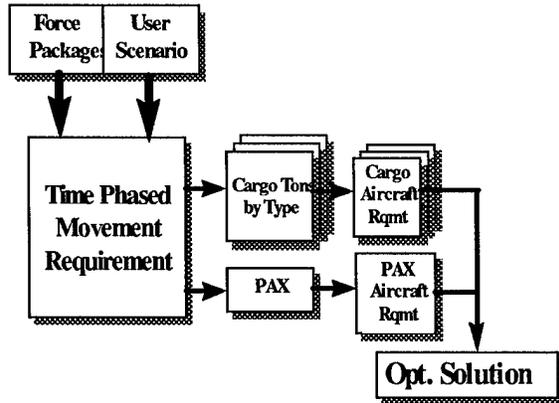 Force
Packages
User
Scenario
Time Phased
Movement
Requirement
Cargo Tons
by Type
Cargo
Aircraft
Rqmt
PAX
PAX
Aircraft
Rqmt
Opt. Solution